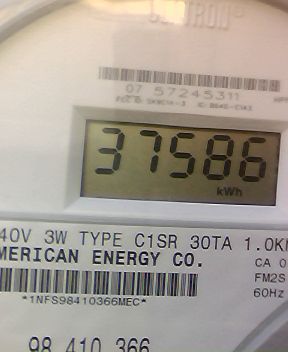 CENTRON®
07 57245311
37586
kWh
40V 3W TYPE C1SR 30TA 1.0K
MERICAN ENERGY CO.
CA 0
FM2S
60Hz
*1NFS98410366MEC*
98 410 366